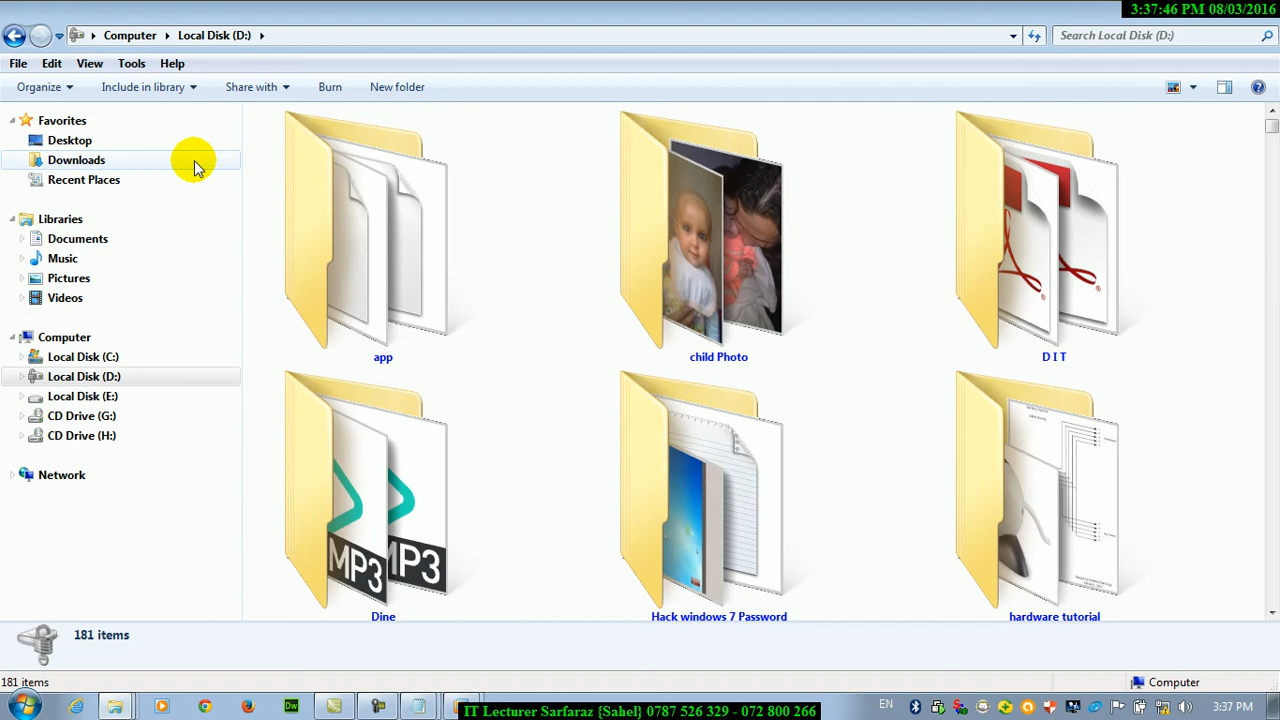 3:37:46 PM 08/03/2016
Computer Local Disk (D:)
Search Local Disk (D:)
File Edit View Tools Help
Organize Include in library Share with Burn New folder
Favorites
Desktop
Downloads
Recent Places
Libraries
Documents
Music
Pictures
Videos
Computer
Local Disk (C:)
Local Disk (D:)
Local Disk (E:)
CD Drive (G:)
CD Drive (H:)
Network
app
child Photo
D I T
MP3
MP3
Dine
Hack windows 7 Password
hardware tutorial
181 items
181 items
Computer
Dw
EN
3:37 PM
IT Lecturer Sarfaraz {Sahel} 0787 526 329 - 072 800 266